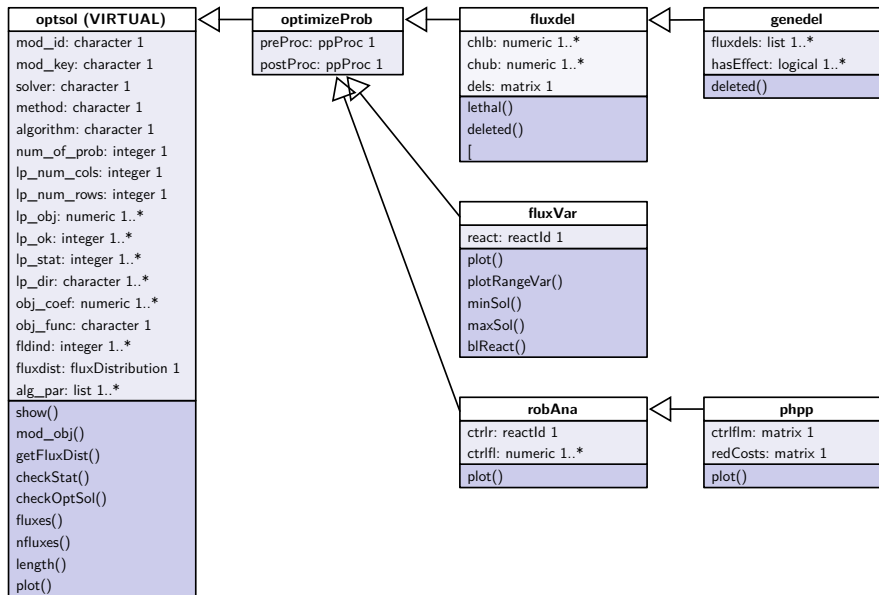 optsol (VIRTUAL)
mod_id: character 1
mod_key: character 1
solver: character 1
method: character 1
algorithm: character 1
num_of_prob: integer 1
lp_num_cols: integer 1
lp_num_rows: integer 1
lp_obj: numeric 1..*
lp_ok: integer 1..*
lp_stat: integer 1..*
lp_dir: character 1..*
obj_coef: numeric 1..*
obj_func: character 1
fldind: integer 1..*
fluxdist: fluxDistribution 1
alg_par: list 1..*
show()
mod_obj()
getFluxDist()
checkStat()
checkOptSol()
fluxes()
nfluxes()
length()
plot()
optimizeProb
preProc: ppProc 1
postProc: ppProc 1
fluxdel
chlb: numeric 1..*
chub: numeric 1..*
dels: matrix 1
lethal()
deleted()
[
genedel
fluxdels: list 1..*
hasEffect: logical 1..*
deleted()
fluxVar
react: reactId 1
plot()
plotRangeVar()
minSol()
maxSol()
blReact()
robAna
ctrlr: reactId 1
ctrlfl: numeric 1..*
plot()
phpp
ctrlflm: matrix 1
redCosts: matrix 1
plot()